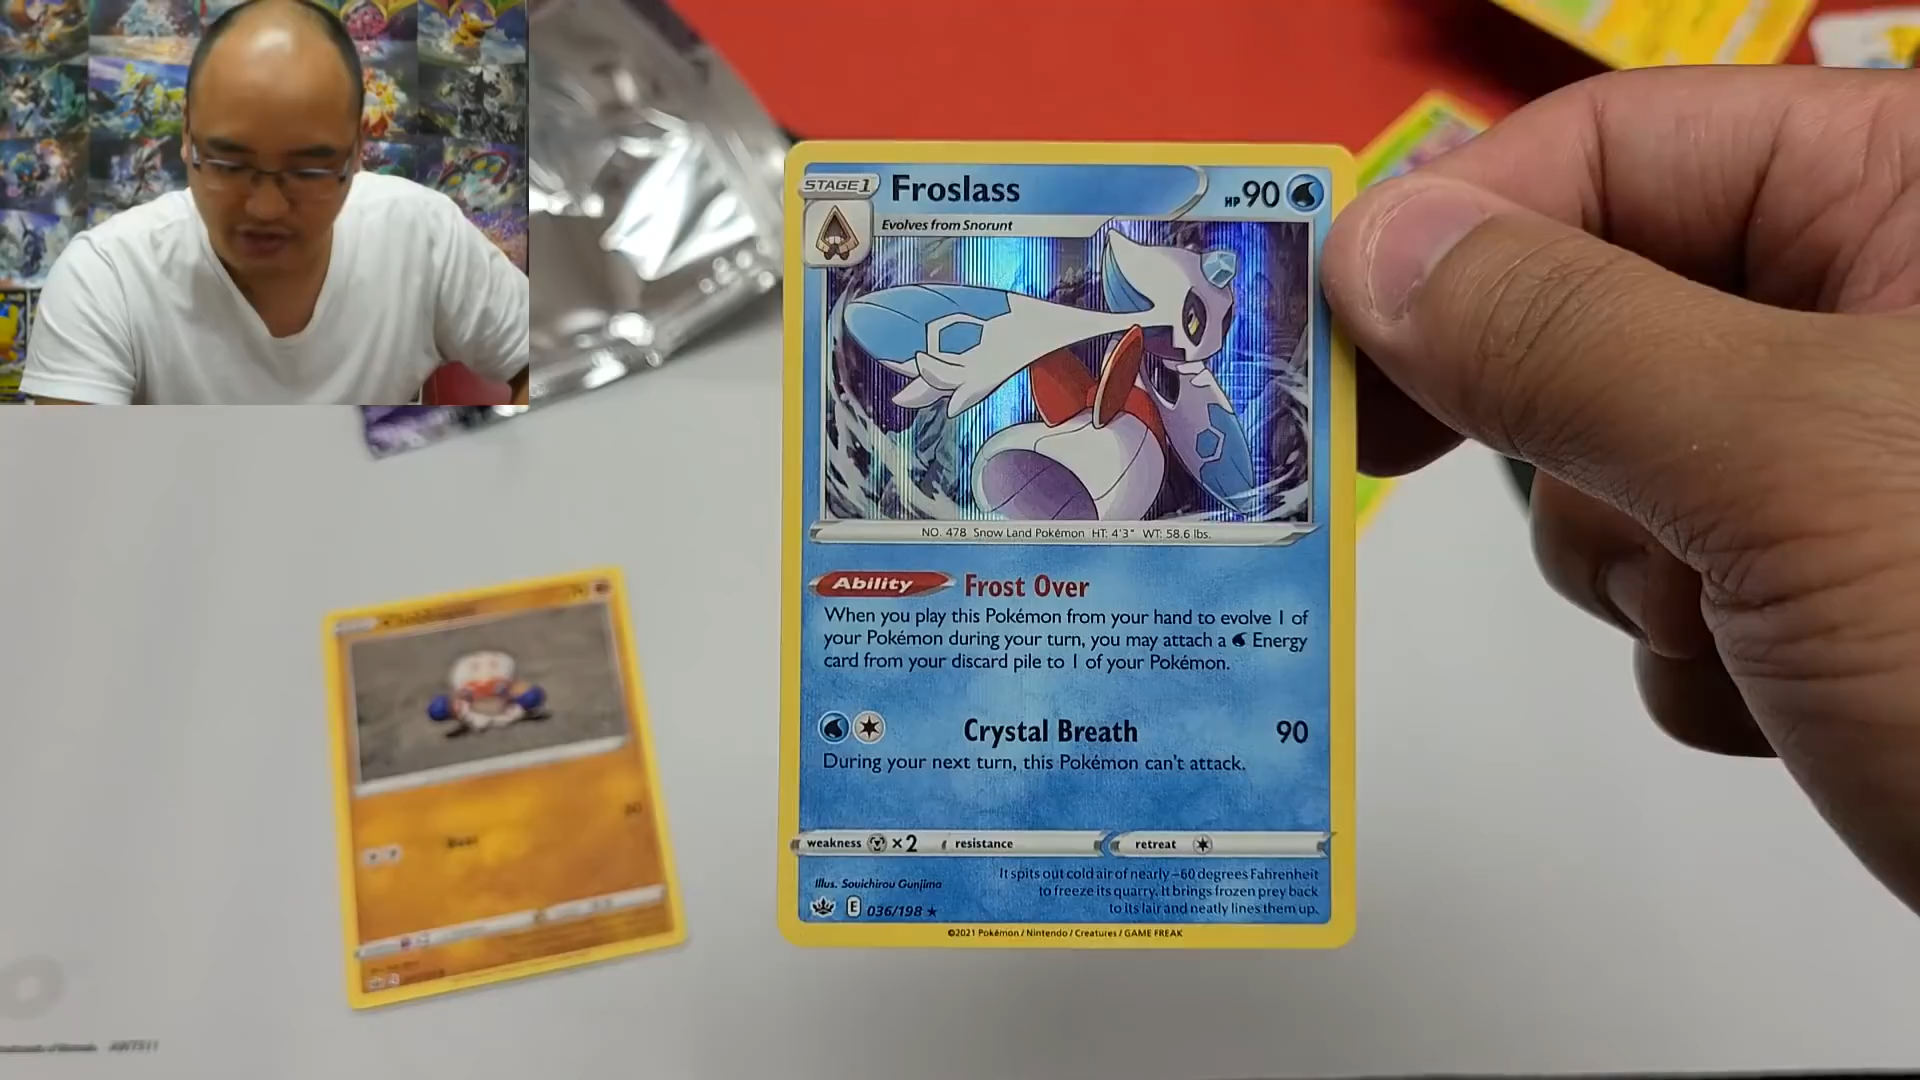 STAGE 1
Froslass
HP 90
Evolves from Snorunt
NO. 478 Snow Land Pokémon HT: 4'3" WT: 58.6 lbs.
Ability Frost Over
When you play this Pokémon from your hand to evolve 1 of
your Pokémon during your turn, you may attach a Energy
card from your discard pile to 1 of your Pokémon.
Crystal Breath 90
During your next turn, this Pokémon can't attack.
weakness ×2 resistance retreat
It spits out cold air of nearly -60 degrees Fahrenheit
to freeze its quarry. It brings frozen prey back
to its lair and neatly lines them up.
Illus. Souichirou Gunjima
E 036/198 ★
©2021 Pokémon / Nintendo / Creatures / GAME FREAK